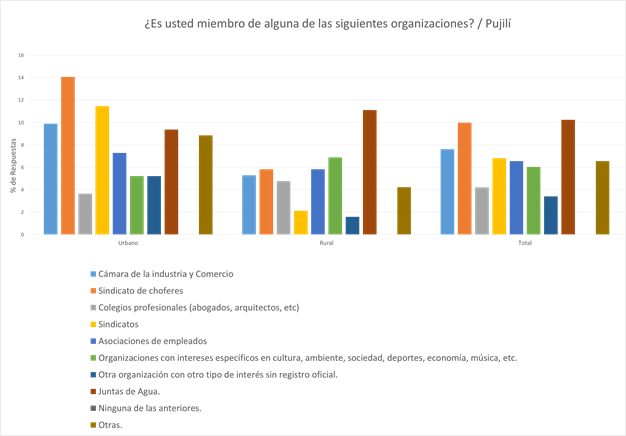 ¿Es usted miembro de alguna de las siguientes organizaciones? / Pujilí
16
14
12
10
8
6
4
2
0
% de Respuestas
Urbano
Rural
Total
Cámara de la industria y Comercio
Sindicato de choferes
Colegios profesionales (abogados, arquitectos, etc)
Sindicatos
Asociaciones de empleados
Organizaciones con intereses específicos en cultura, ambiente, sociedad, deportes, economía, música, etc.
Otra organización con otro tipo de interés sin registro oficial.
Juntas de Agua.
Ninguna de las anteriores.
Otras.